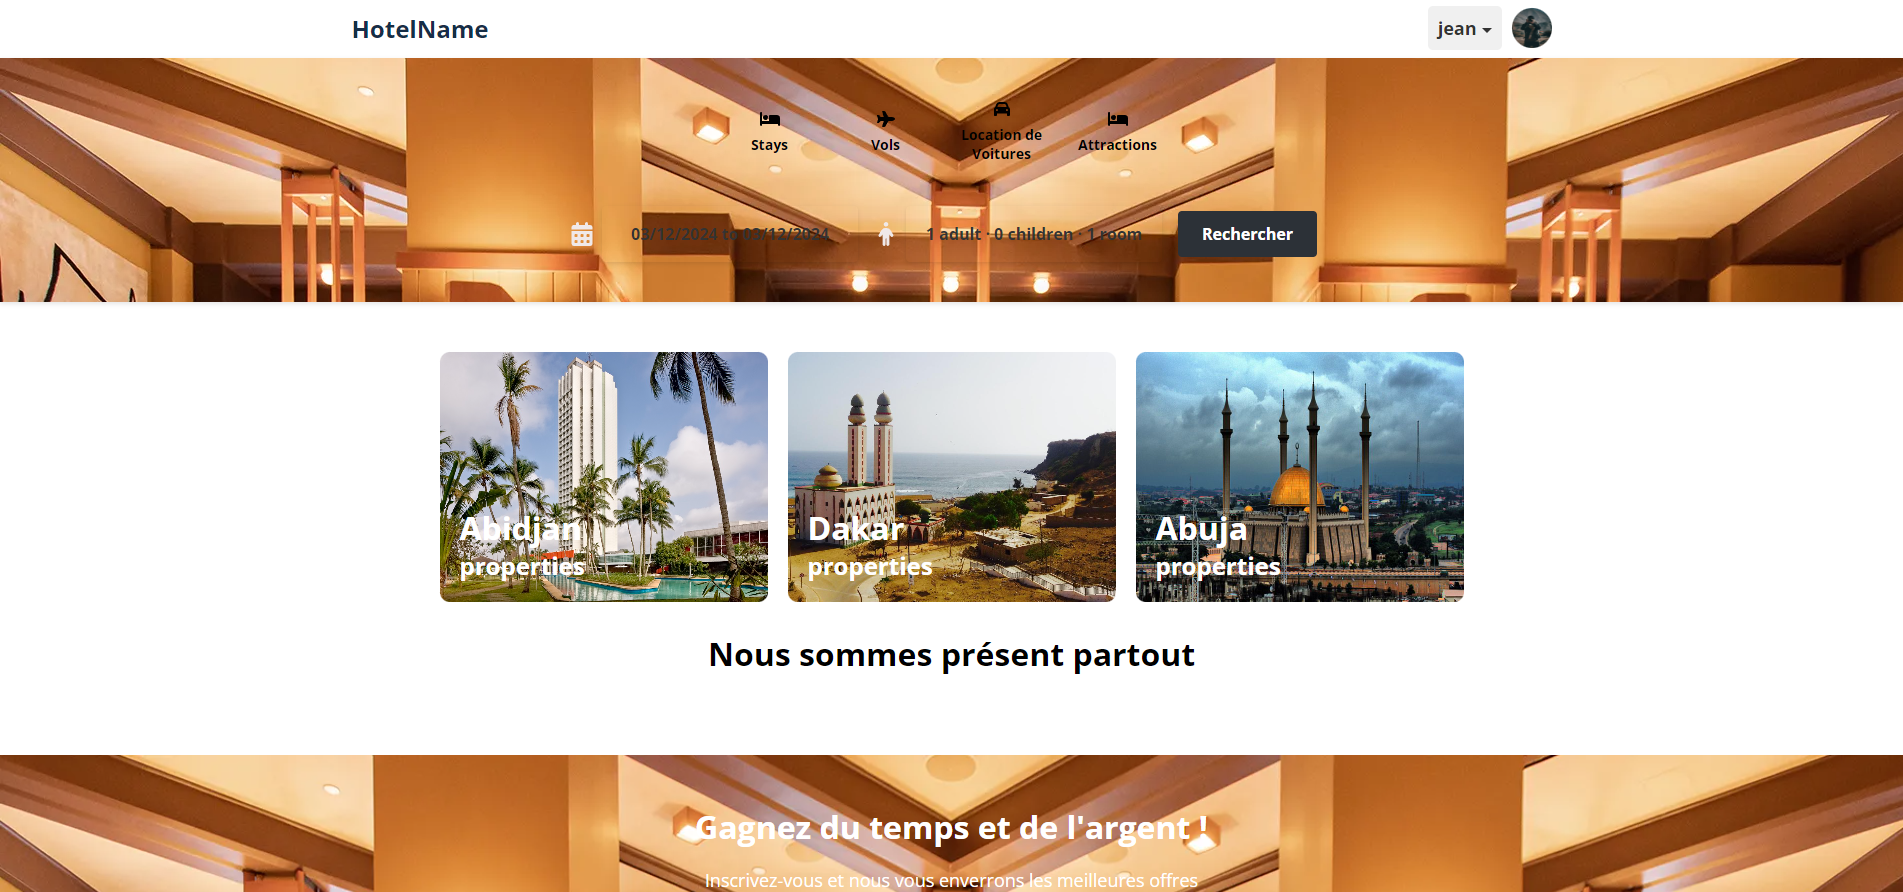 HotelName
jean
Stays
Vols
Location de
Voitures
Attractions
03/12/2024 to 03/12/2024
1 adult · 0 children · 1 room
Rechercher
Abidjan
properties
Dakar
properties
Abuja
properties
Nous sommes présent partout
Gagnez du temps et de l'argent !
Inscrivez-vous et nous vous enverrons les meilleures offres